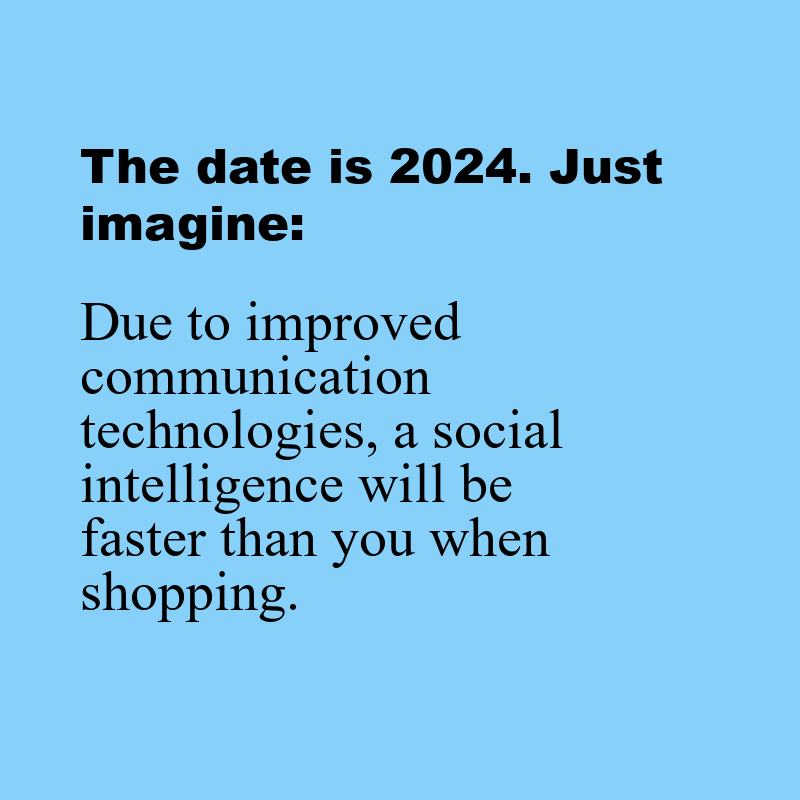 The date is 2024. Just
imagine:
Due to improved
communication
technologies, a social
intelligence will be
faster than you when
shopping.